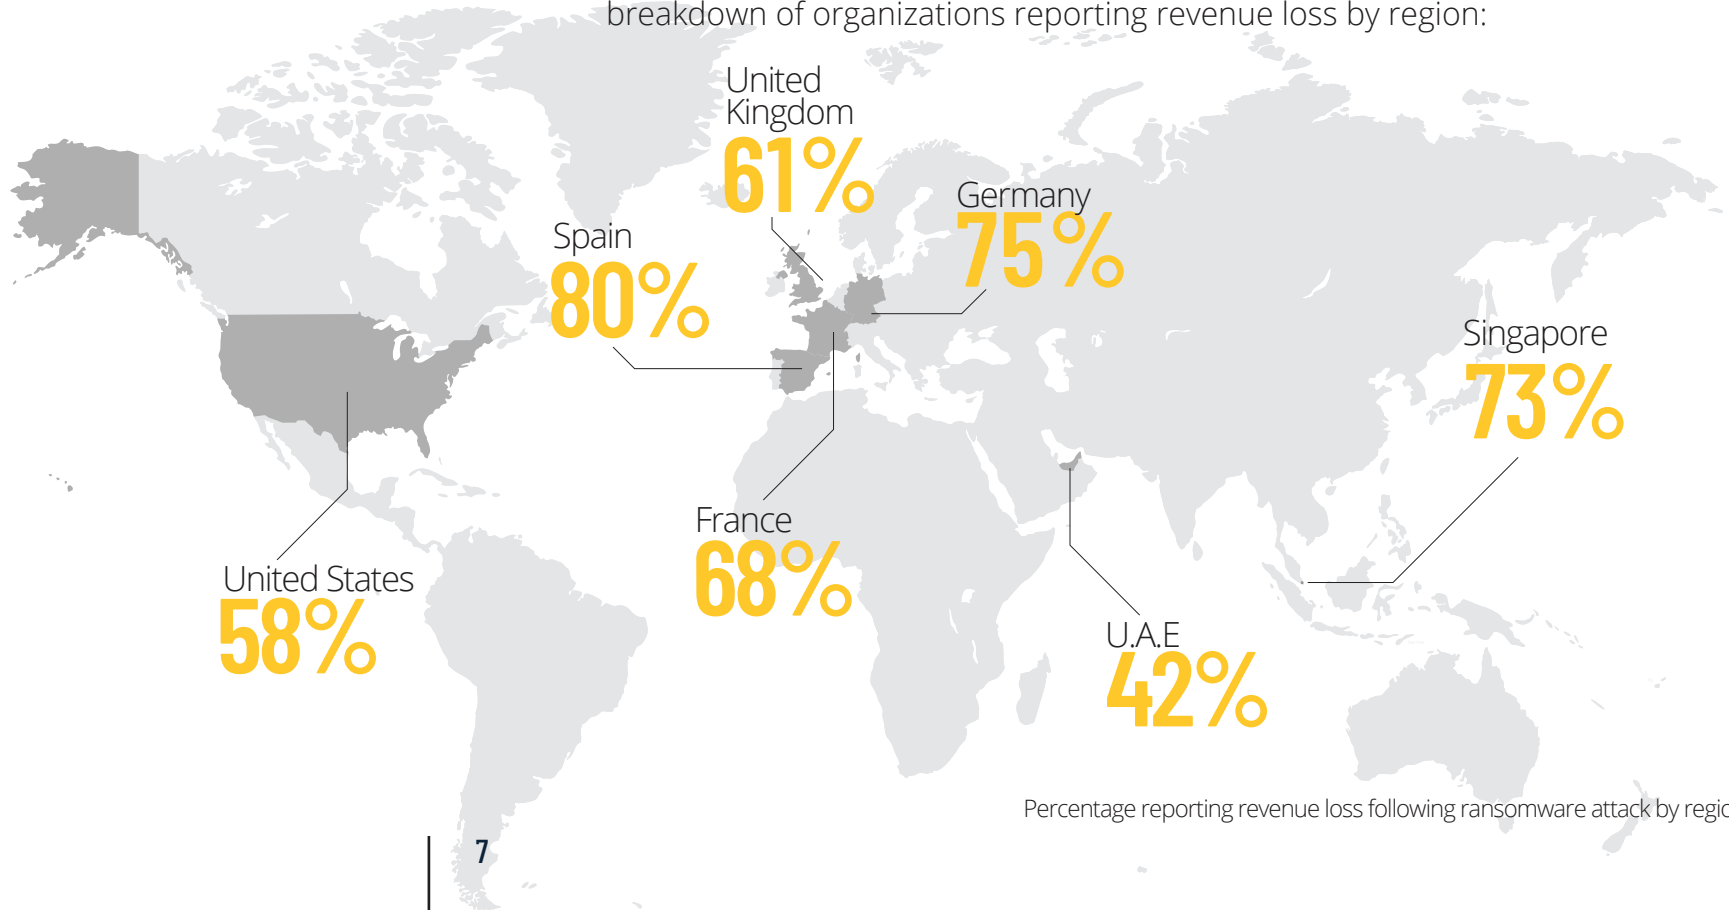 breakdown of organizations reporting revenue loss by region:
United
Kingdom
61%
Germany
75%
Spain
80%
Singapore
73%
France
68%
United States
58%
U.A.E
42%
Percentage reporting revenue loss following ransomware attack by
7